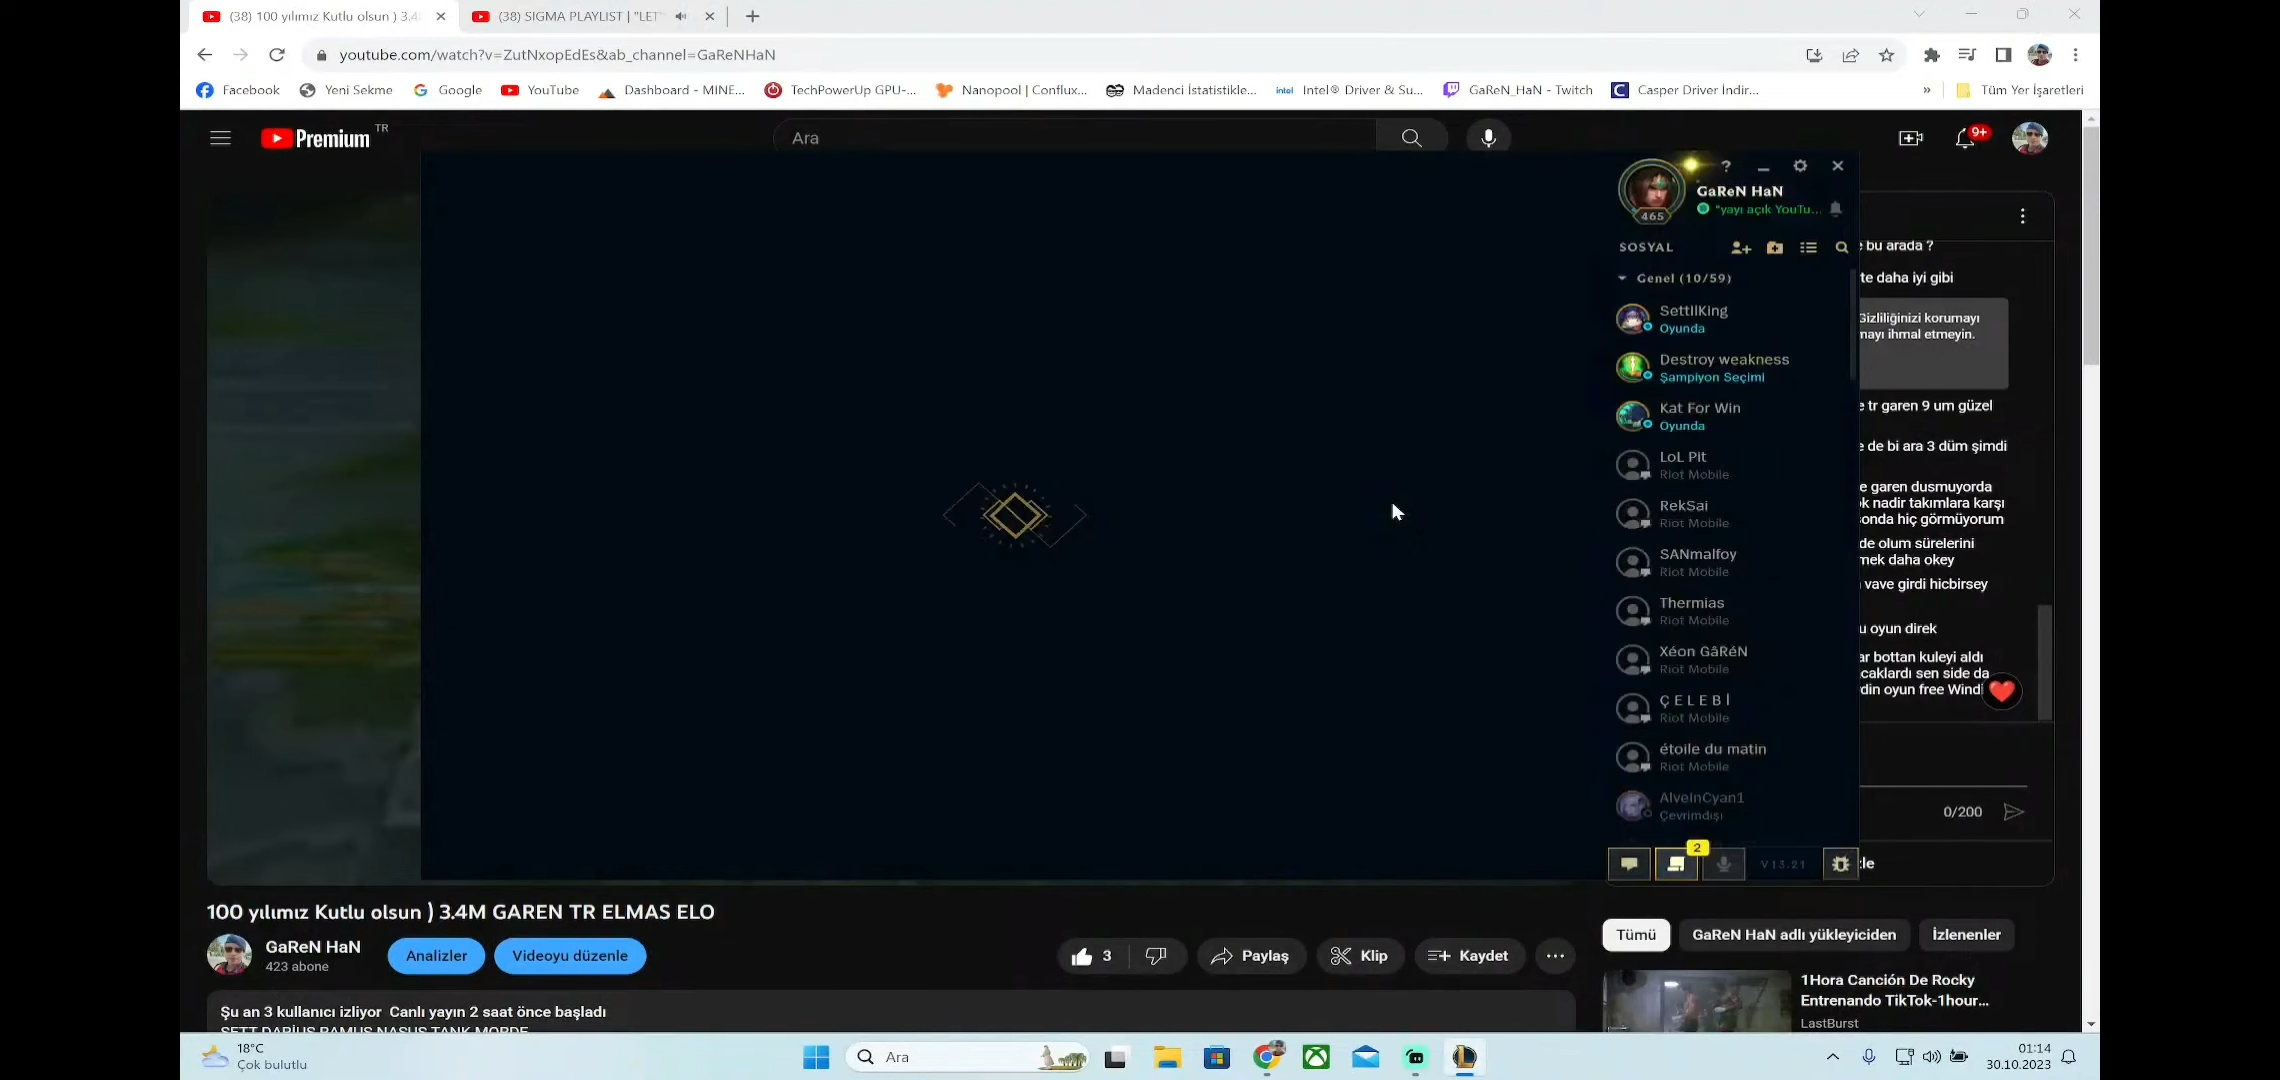 (38) 100 yılımız Kutlu olsun ) 3.4
(38) SIGMA PLAYLIST | "LET'
youtube.com/watch?v=ZutNxopEdEs&ab_channel=GaReNHaN
Facebook
Yeni Sekme
Google
YouTube
Dashboard - MINE...
TechPowerUp GPU-...
Nanopool | Conflux...
Madenci İstatistikle...
Intel® Driver & Su...
GaReN_HaN - Twitch
Casper Driver İndir...
»
Tüm Yer İşaretleri
Premium
TR
Ara
9+
?
GaReN HaN
465
"yayı açık YouTu...
SOSYAL
Genel (10/59)
SettIIKing
Oyunda
Destroy weakness
Şampiyon Seçimi
Kat For Win
Oyunda
LoL Pit
Riot Mobile
RekSai
Riot Mobile
SANmalfoy
Riot Mobile
Thermias
Riot Mobile
Xéon GâRéN
Riot Mobile
Ç E L E B İ
Riot Mobile
étoile du matin
Riot Mobile
AlveinCyan1
Çevrimdışı
2
V13.21
bu arada ?
te daha iyi gibi
Gizliliğinizi korumayı
mayı ihmal etmeyin.
e tr garen 9 um güzel
e de bi ara 3 düm şimdi
e garen dusmuyorda
k nadir takımlara karşı
onda hiç görmüyorum
de olum sürelerini
mek daha okey
vave girdi hicbirsey
u oyun direk
ar bottan kuleyi aldı
caklardı sen side da
din oyun free Wind
0/200
le
100 yılımız Kutlu olsun ) 3.4M GAREN TR ELMAS ELO
GaReN HaN
423 abone
Analizler
Videoyu düzenle
3
Paylaş
Klip
Kaydet
Şu an 3 kullanıcı izliyor Canlı yayın 2 saat önce başladı
SETT DARİUS RAMUS NASUS TANK MORDE
Tümü
GaReN HaN adlı yükleyiciden
İzlenenler
1Hora Canción De Rocky
Entrenando TikTok-1hour...
LastBurst
18°C
Çok bulutlu
Ara
01:14
30.10.2023